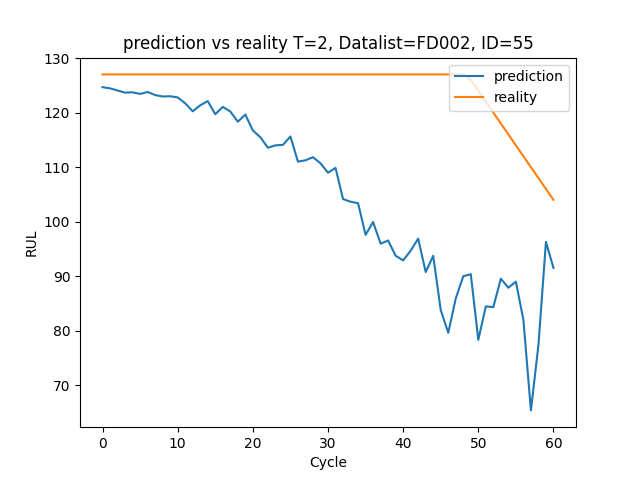 prediction vs reality T=2, Datalist=FD002, ID=55
prediction
reality
130
120
110
100
90
80
70
RUL
0 10 20 30 40 50 60
Cycle